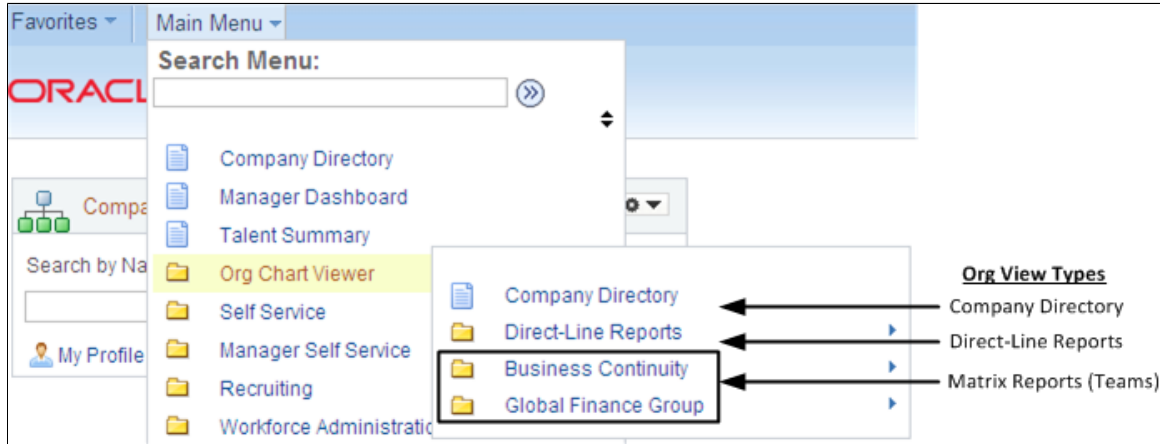 Favorites Main Menu
Search Menu:
ORACL
Company Directory
Manager Dashboard
Compa
Talent Summary
Search by Na
Org Chart Viewer
Self Service
My Profile
Manager Self Service
Recruiting
Workforce Administratic
Company Directory
Direct-Line Reports
Business Continuity
Global Finance Group
Org View Types
Company Directory
Direct-Line Reports
Matrix Reports (Teams)